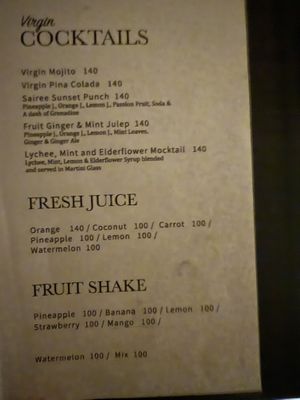 Virgin
COCKTAILS
Virgin Mojito 140
Virgin Pina Colada 140
Sairee Sunset Punch 140
Pineapple J., Orange J., Lemon J., Passion Fruit, Soda &
A dash of Grenadine
Fruit Ginger & Mint Julep 140
Pineapple J., Orange J., Lemon J., Mint Leaves,
Ginger & Ginger Ale
Lychee, Mint and Elderflower Mocktail 140
Lychee, Mint, Lemon & Elderflower Syrup blended
and served in Martini Glass
FRESH JUICE
Orange 140 / Coconut 100 / Carrot 100 /
Pineapple 100 / Lemon 100 /
Watermelon 100
FRUIT SHAKE
Pineapple 100 / Banana 100 / Lemon 100 /
Strawberry 100 / Mango 100 /
Watermelon 100 / Mix 100